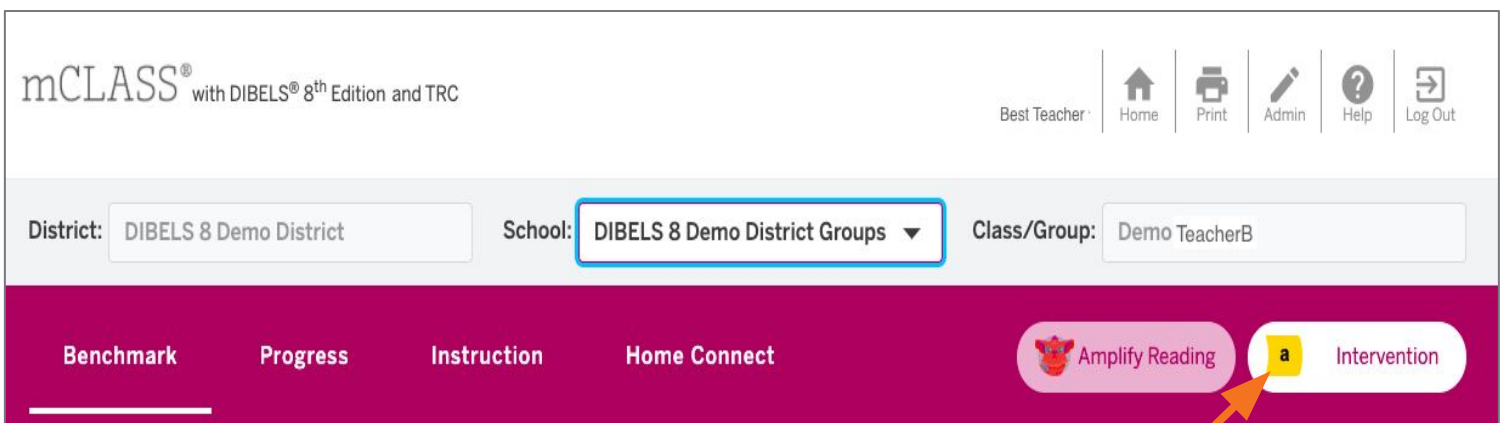 mCLASS® with DIBELS® 8th Edition and TRC
Best Teacher
Home
Print
Admin
Help
Log Out
District: DIBELS 8 Demo District
School: DIBELS 8 Demo District Groups
Class/Group: Demo TeacherB
Benchmark
Progress
Instruction
Home Connect
Amplify Reading
a Intervention